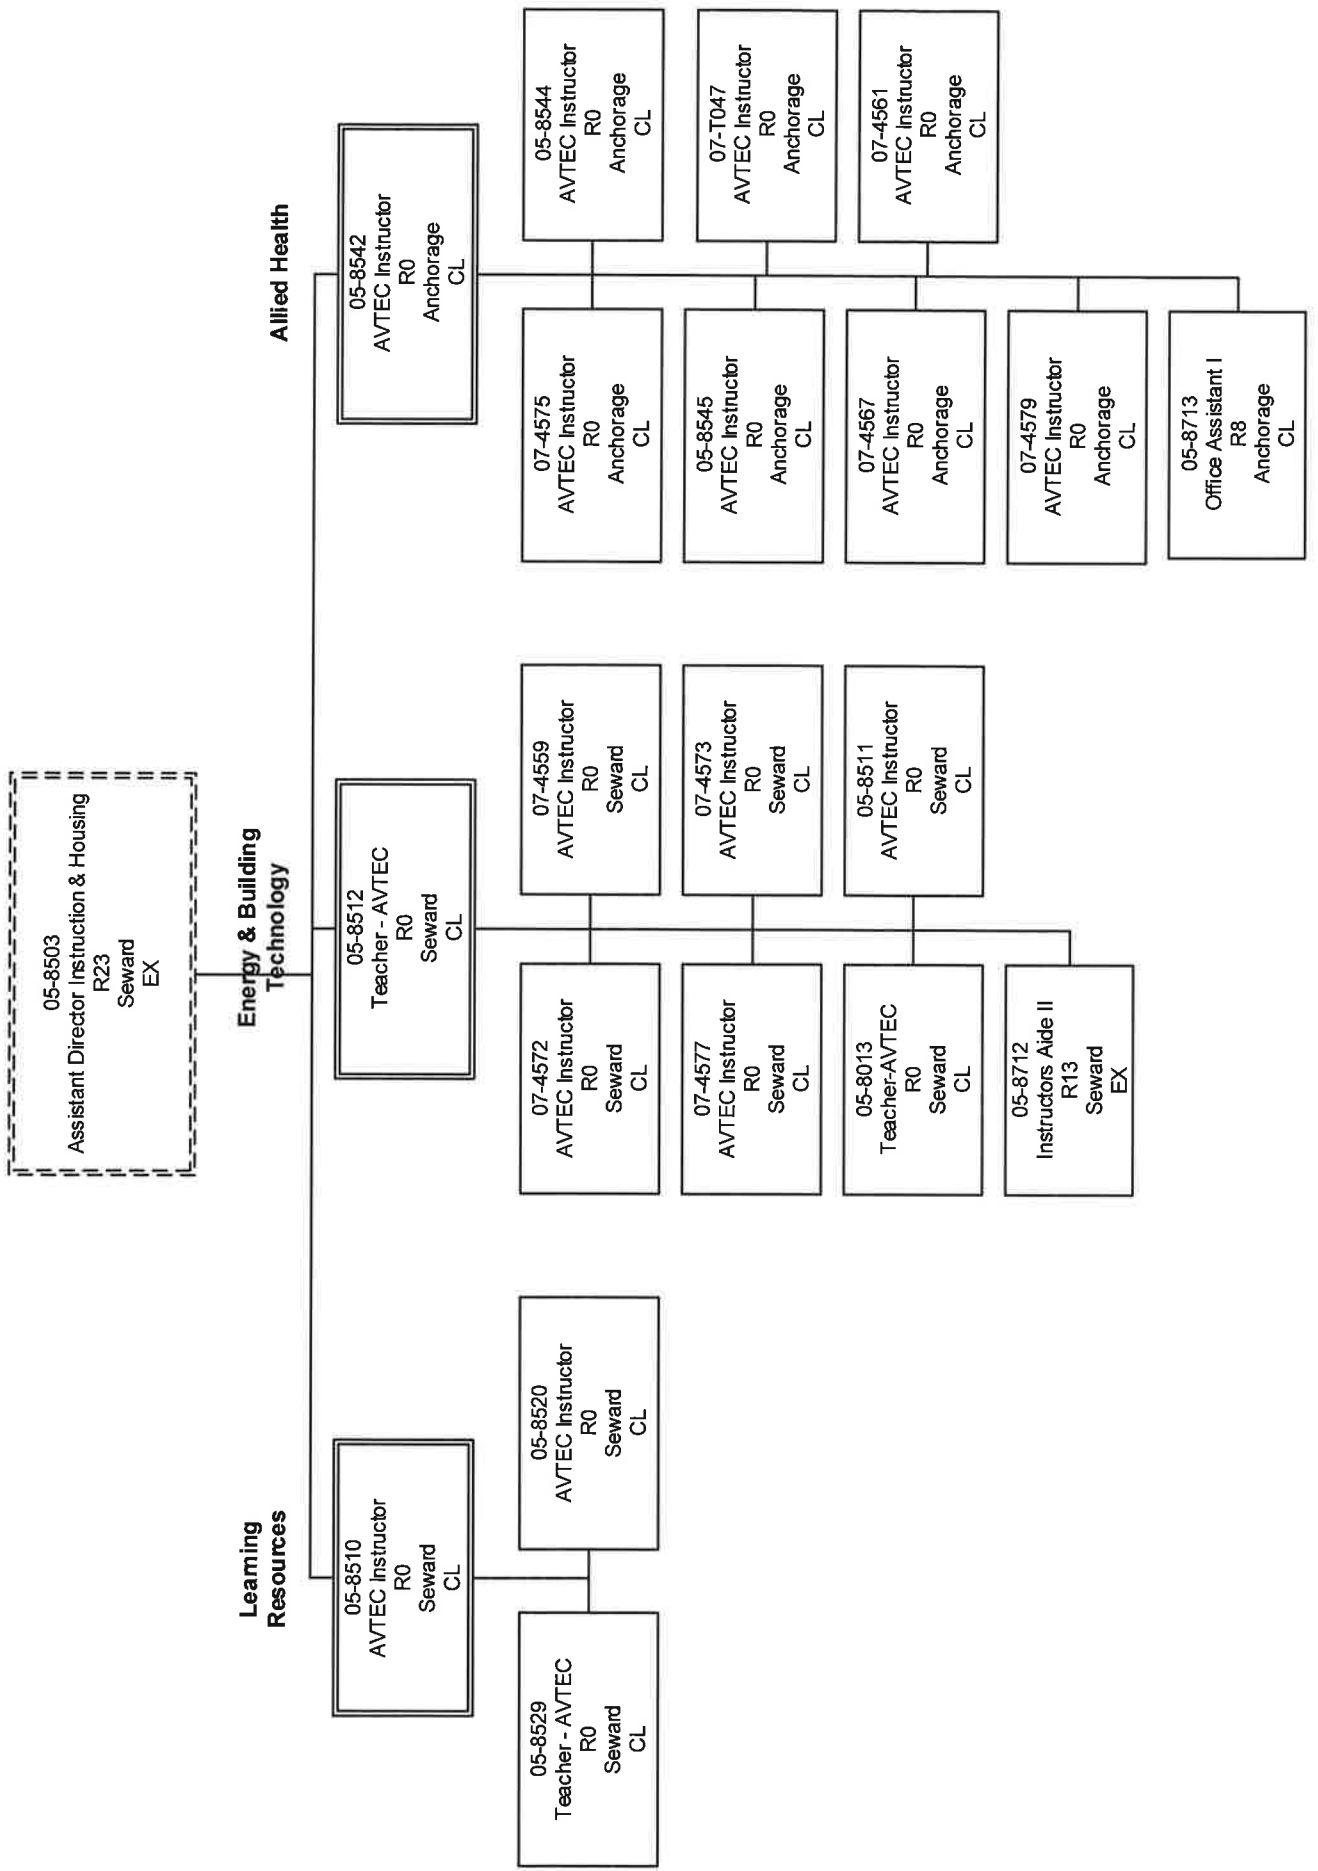 05-8503
Assistant Director Instruction & Housing
R23
Seward
EX
Learning
Resources
05-8510
AVTEC Instructor
R0
Seward
CL
05-8529
Teacher - AVTEC
R0
Seward
CL
05-8520
AVTEC Instructor
R0
Seward
CL
Energy & Building
Technology
05-8512
Teacher - AVTEC
R0
Seward
CL
07-4572
AVTEC Instructor
R0
Seward
CL
07-4559
AVTEC Instructor
R0
Seward
CL
07-4577
AVTEC Instructor
R0
Seward
CL
07-4573
AVTEC Instructor
R0
Seward
CL
05-8013
Teacher-AVTEC
R0
Seward
CL
05-8511
AVTEC Instructor
R0
Seward
CL
05-8712
Instructors Aide II
R13
Seward
EX
Allied Health
05-8542
AVTEC Instructor
R0
Anchorage
CL
07-4575
AVTEC Instructor
R0
Anchorage
CL
05-8544
AVTEC Instructor
R0
Anchorage
CL
05-8545
AVTEC Instructor
R0
Anchorage
CL
07-T047
AVTEC Instructor
R0
Anchorage
CL
07-4567
AVTEC Instructor
R0
Anchorage
CL
07-4561
AVTEC Instructor
R0
Anchorage
CL
07-4579
AVTEC Instructor
R0
Anchorage
CL
05-8713
Office Assistant I
R8
Anchorage
CL